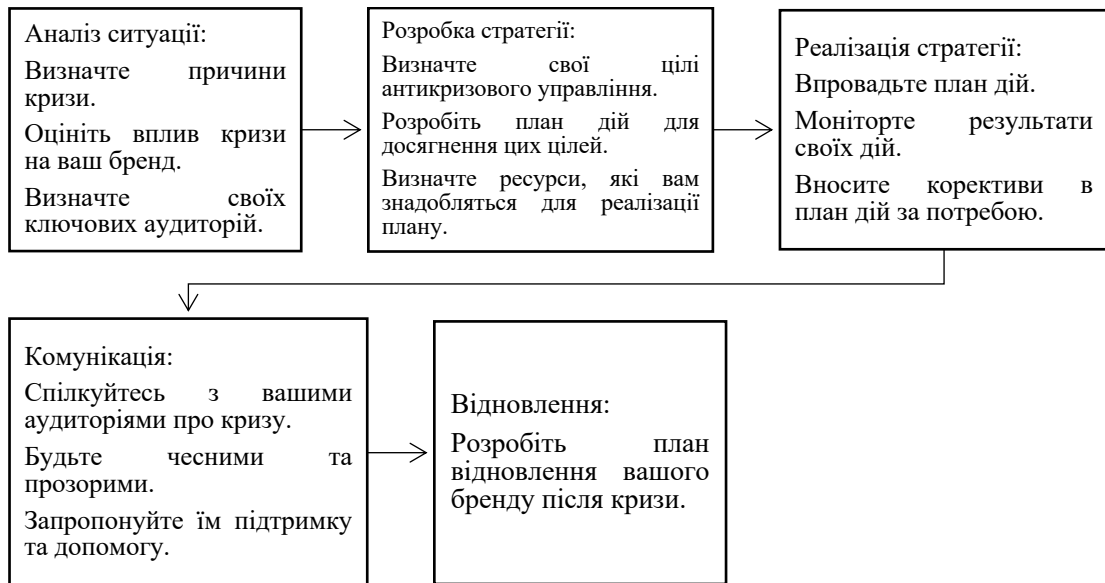 Аналіз ситуації:
Визначте причини
кризи.
Оцініть вплив кризи
на ваш бренд.
Визначте своїх
ключових аудиторій.
Розробка стратегії:
Визначте свої цілі
антикризового управління.
Розробіть план дій для
досягнення цих цілей.
Визначте ресурси, які вам
знадобляться для реалізації
плану.
Реалізація стратегії:
Впровадьте план дій.
Моніторте результати
своїх дій.
Вносите корективи в
план дій за потребою.
Комунікація:
Спілкуйтесь з вашими
аудиторіями про кризу.
Будьте чесними та
прозорими.
Запропонуйте їм підтримку
та допомогу.
Відновлення:
Розробіть план
відновлення вашого
бренду після кризи.